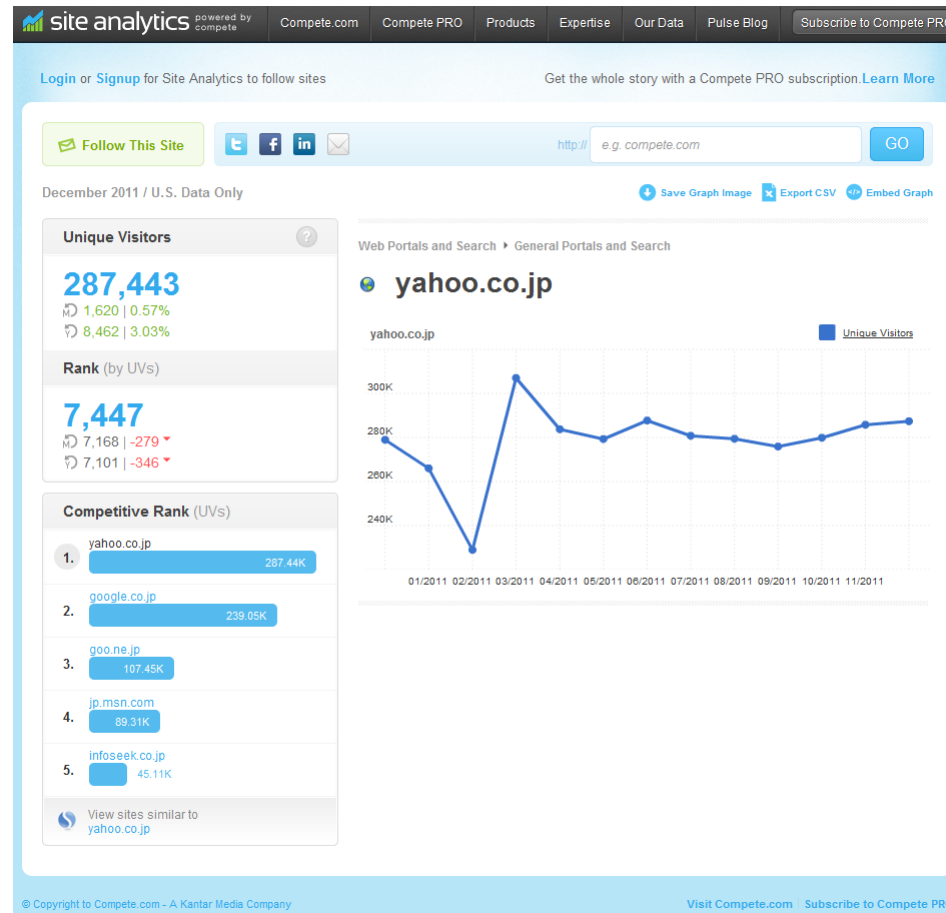 site analytics powered by compete Compete.com Compete PRO Products Expertise Our Data Pulse Blog Subscribe to Compete PRO
Login or Signup for Site Analytics to follow sites Get the whole story with a Compete PRO subscription.Learn More
Follow This Site http:// e.g. compete.com GO
December 2011 / U.S. Data Only Save Graph Image Export CSV Embed Graph
Unique Visitors ?
287,443
M 1,620 | 0.57%
Y 8,462 | 3.03%
Rank (by UVs)
7,447
M 7,168 | -279
Y 7,101 | -346
Competitive Rank (UVs)
1. yahoo.co.jp
287.44K
2. google.co.jp
239.05K
3. goo.ne.jp
107.45K
4. jp.msn.com
89.31K
5. infoseek.co.jp
45.11K
View sites similar to
yahoo.co.jp
Web Portals and Search General Portals and Search
yahoo.co.jp
yahoo.co.jp Unique Visitors
300K
280K
260K
240K
01/2011 02/2011 03/2011 04/2011 05/2011 06/2011 07/2011 08/2011 09/2011 10/2011 11/2011
© Copyright to Compete.com - A Kantar Media Company Visit Compete.com Subscribe to Compete PR